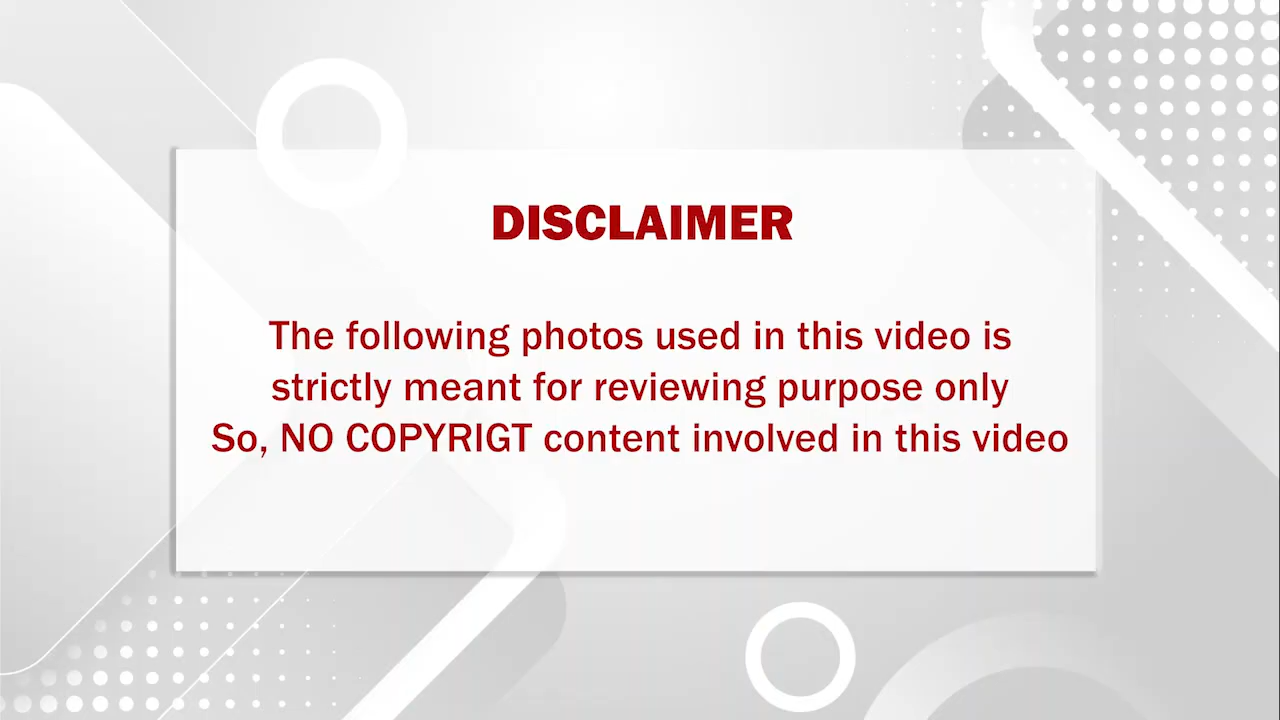 DISCLAIMER
The following photos used in this video is
strictly meant for reviewing purpose only
So, NO COPYRIGT content involved in this video